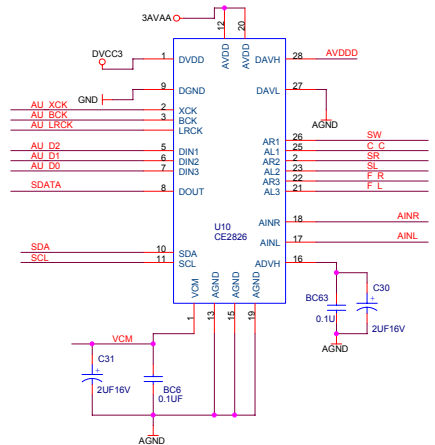 3AVAA
12
20
DVCC3
1
DVDD
AVDD
AVDD
DAVH
28
AVDDD
GND
9
DGND
DAVL
27
AGND
AU_XCK
2
XCK
AU_BCK
3
BCK
AU_LRCK
4
LRCK
AR1
26
SW
AU_D2
5
DIN1
AL1
25
C_C
AU_D1
6
DIN2
AR2
2
SR
AU_D0
7
DIN3
AL2
23
SL
AR3
22
F_R
SDATA
8
DOUT
AL3
21
F_L
U10
CE2826
AINR
18
AINR
AINL
17
AINL
SDA
10
SDA
SCL
11
SCL
ADVH
16
VCM
AGND
AGND
AGND
1
13
15
19
BC63
0.1U
C30
2UF16V
+
AGND
VCM
C31
+
2UF16V
BC6
0.1UF
AGND